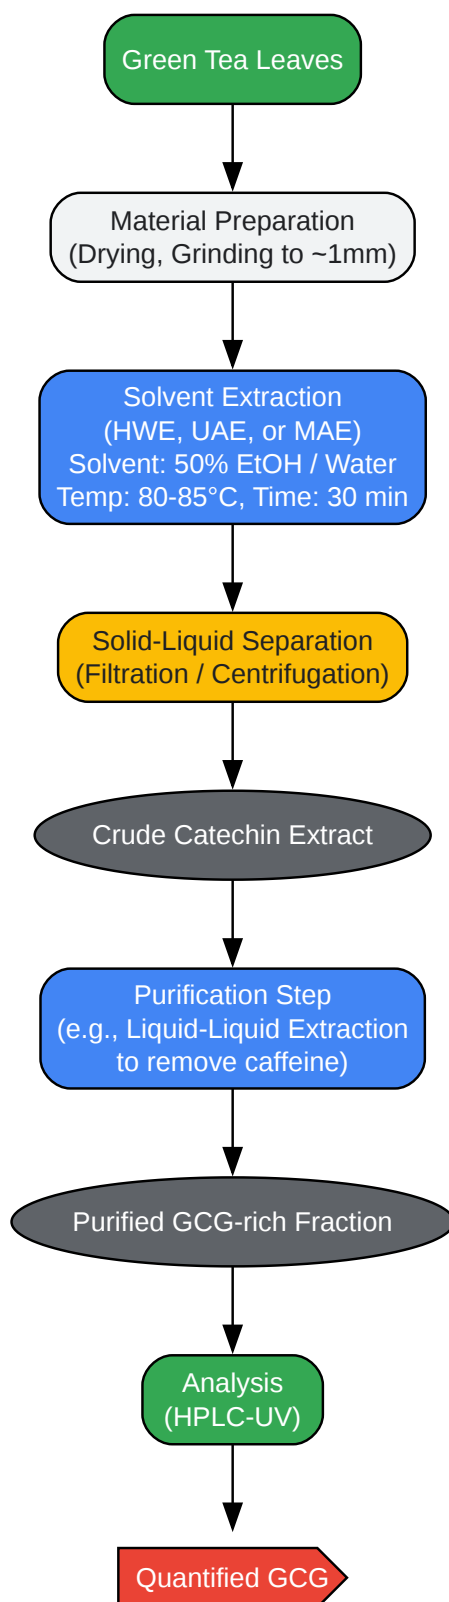 Green Tea Leaves
Material Preparation
(Drying, Grinding to ~1mm)
Solvent Extraction
(HWE, UAE, or MAE)
Solvent: 50% EtOH / Water
Temp: 80-85°C, Time: 30 min
Solid-Liquid Separation
(Filtration / Centrifugation)
Crude Catechin Extract
Purification Step
(e.g., Liquid-Liquid Extraction
to remove caffeine)
Purified GCG-rich Fraction
Analysis
(HPLC-UV)
Quantified GCG